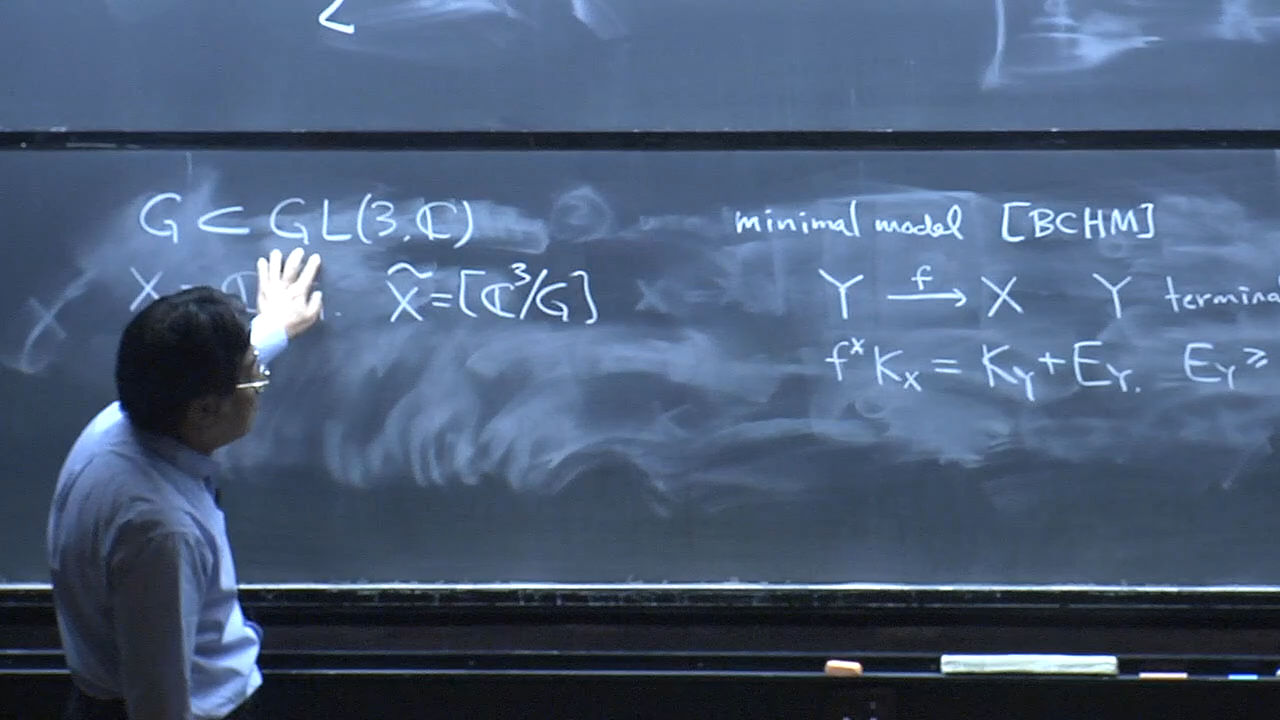 G ⊂ GL(3, ℂ)
X = ℂ X̃ = [ℂ³/G]
minimal model [BCHM]
Y —f→ X Y termina
f* K_X = K_Y + E_Y. E_Y ≥